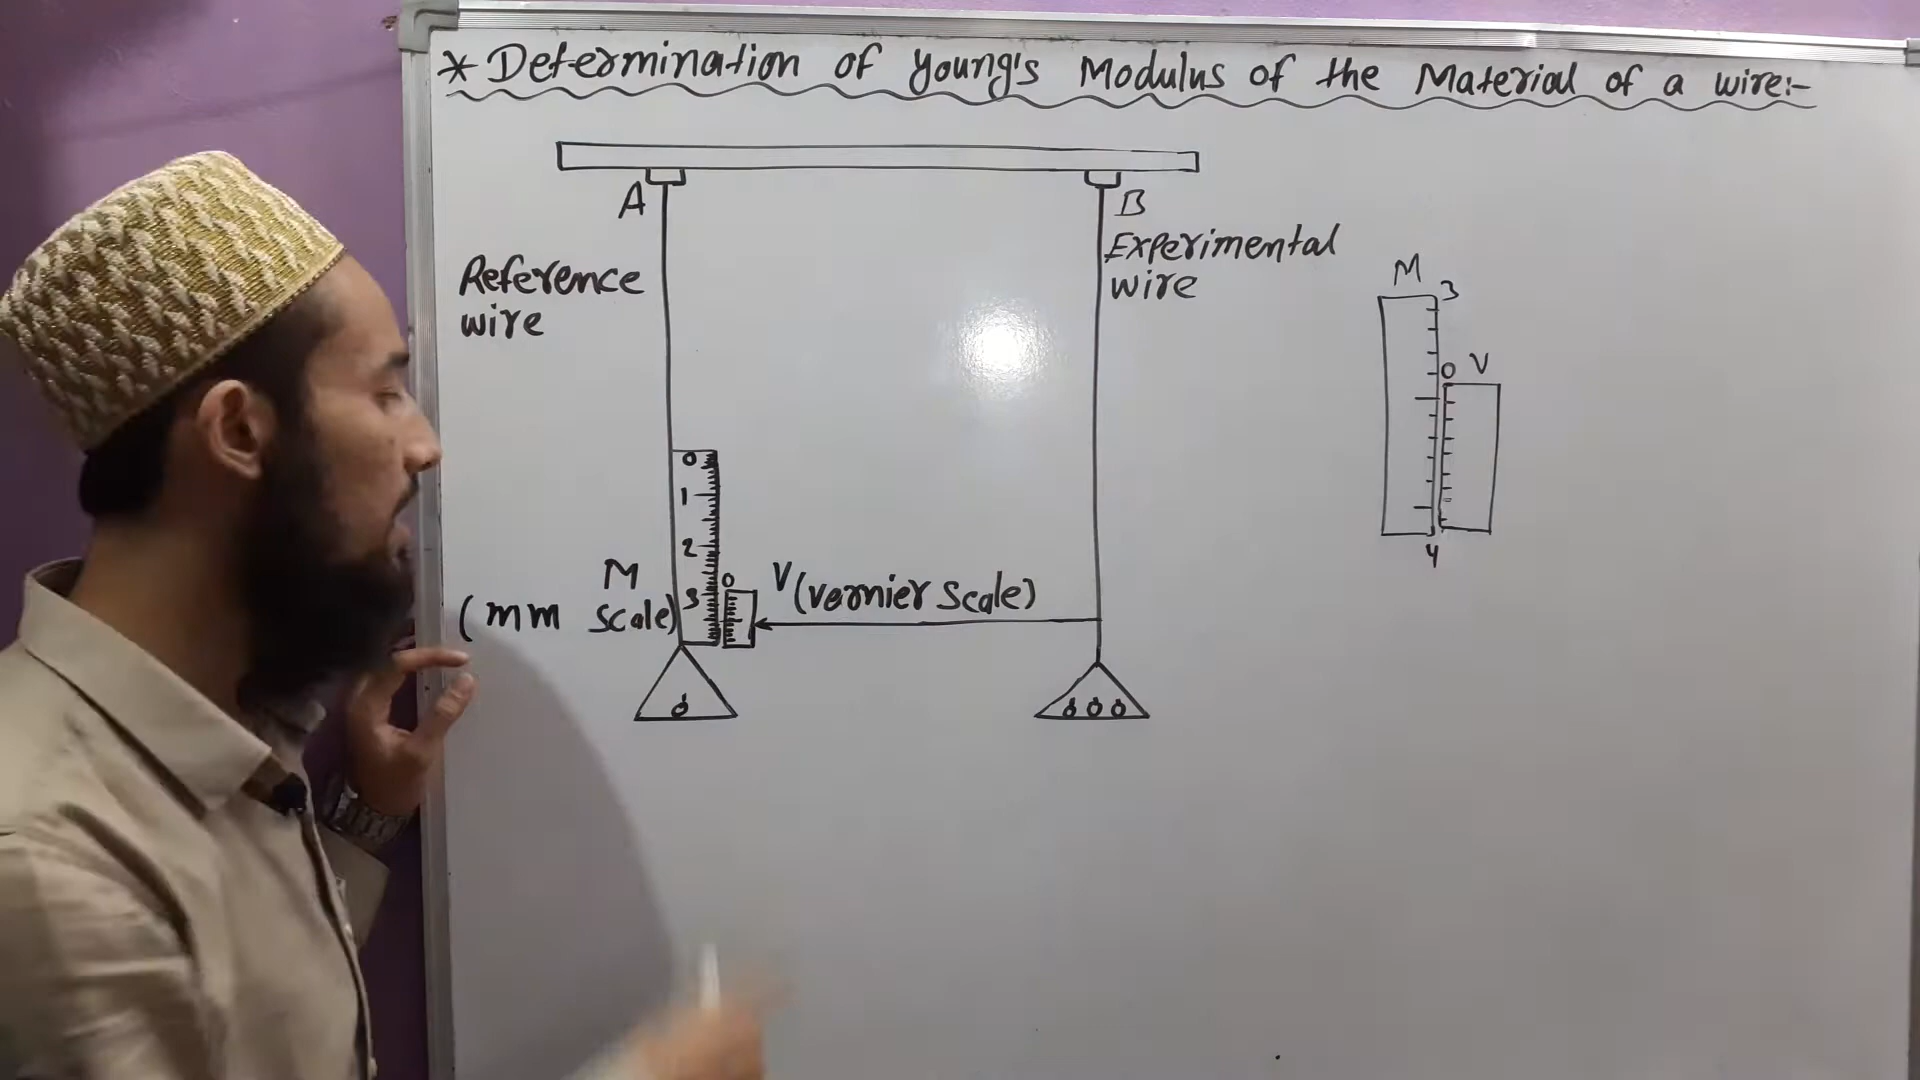 * Determination of Young's Modulus of the Material of a wire:-
A
B
Reference
wire
Experimental
wire
M
3
0 V
4
0
1
2
3
M
(mm scale)
0
V (vernier scale)